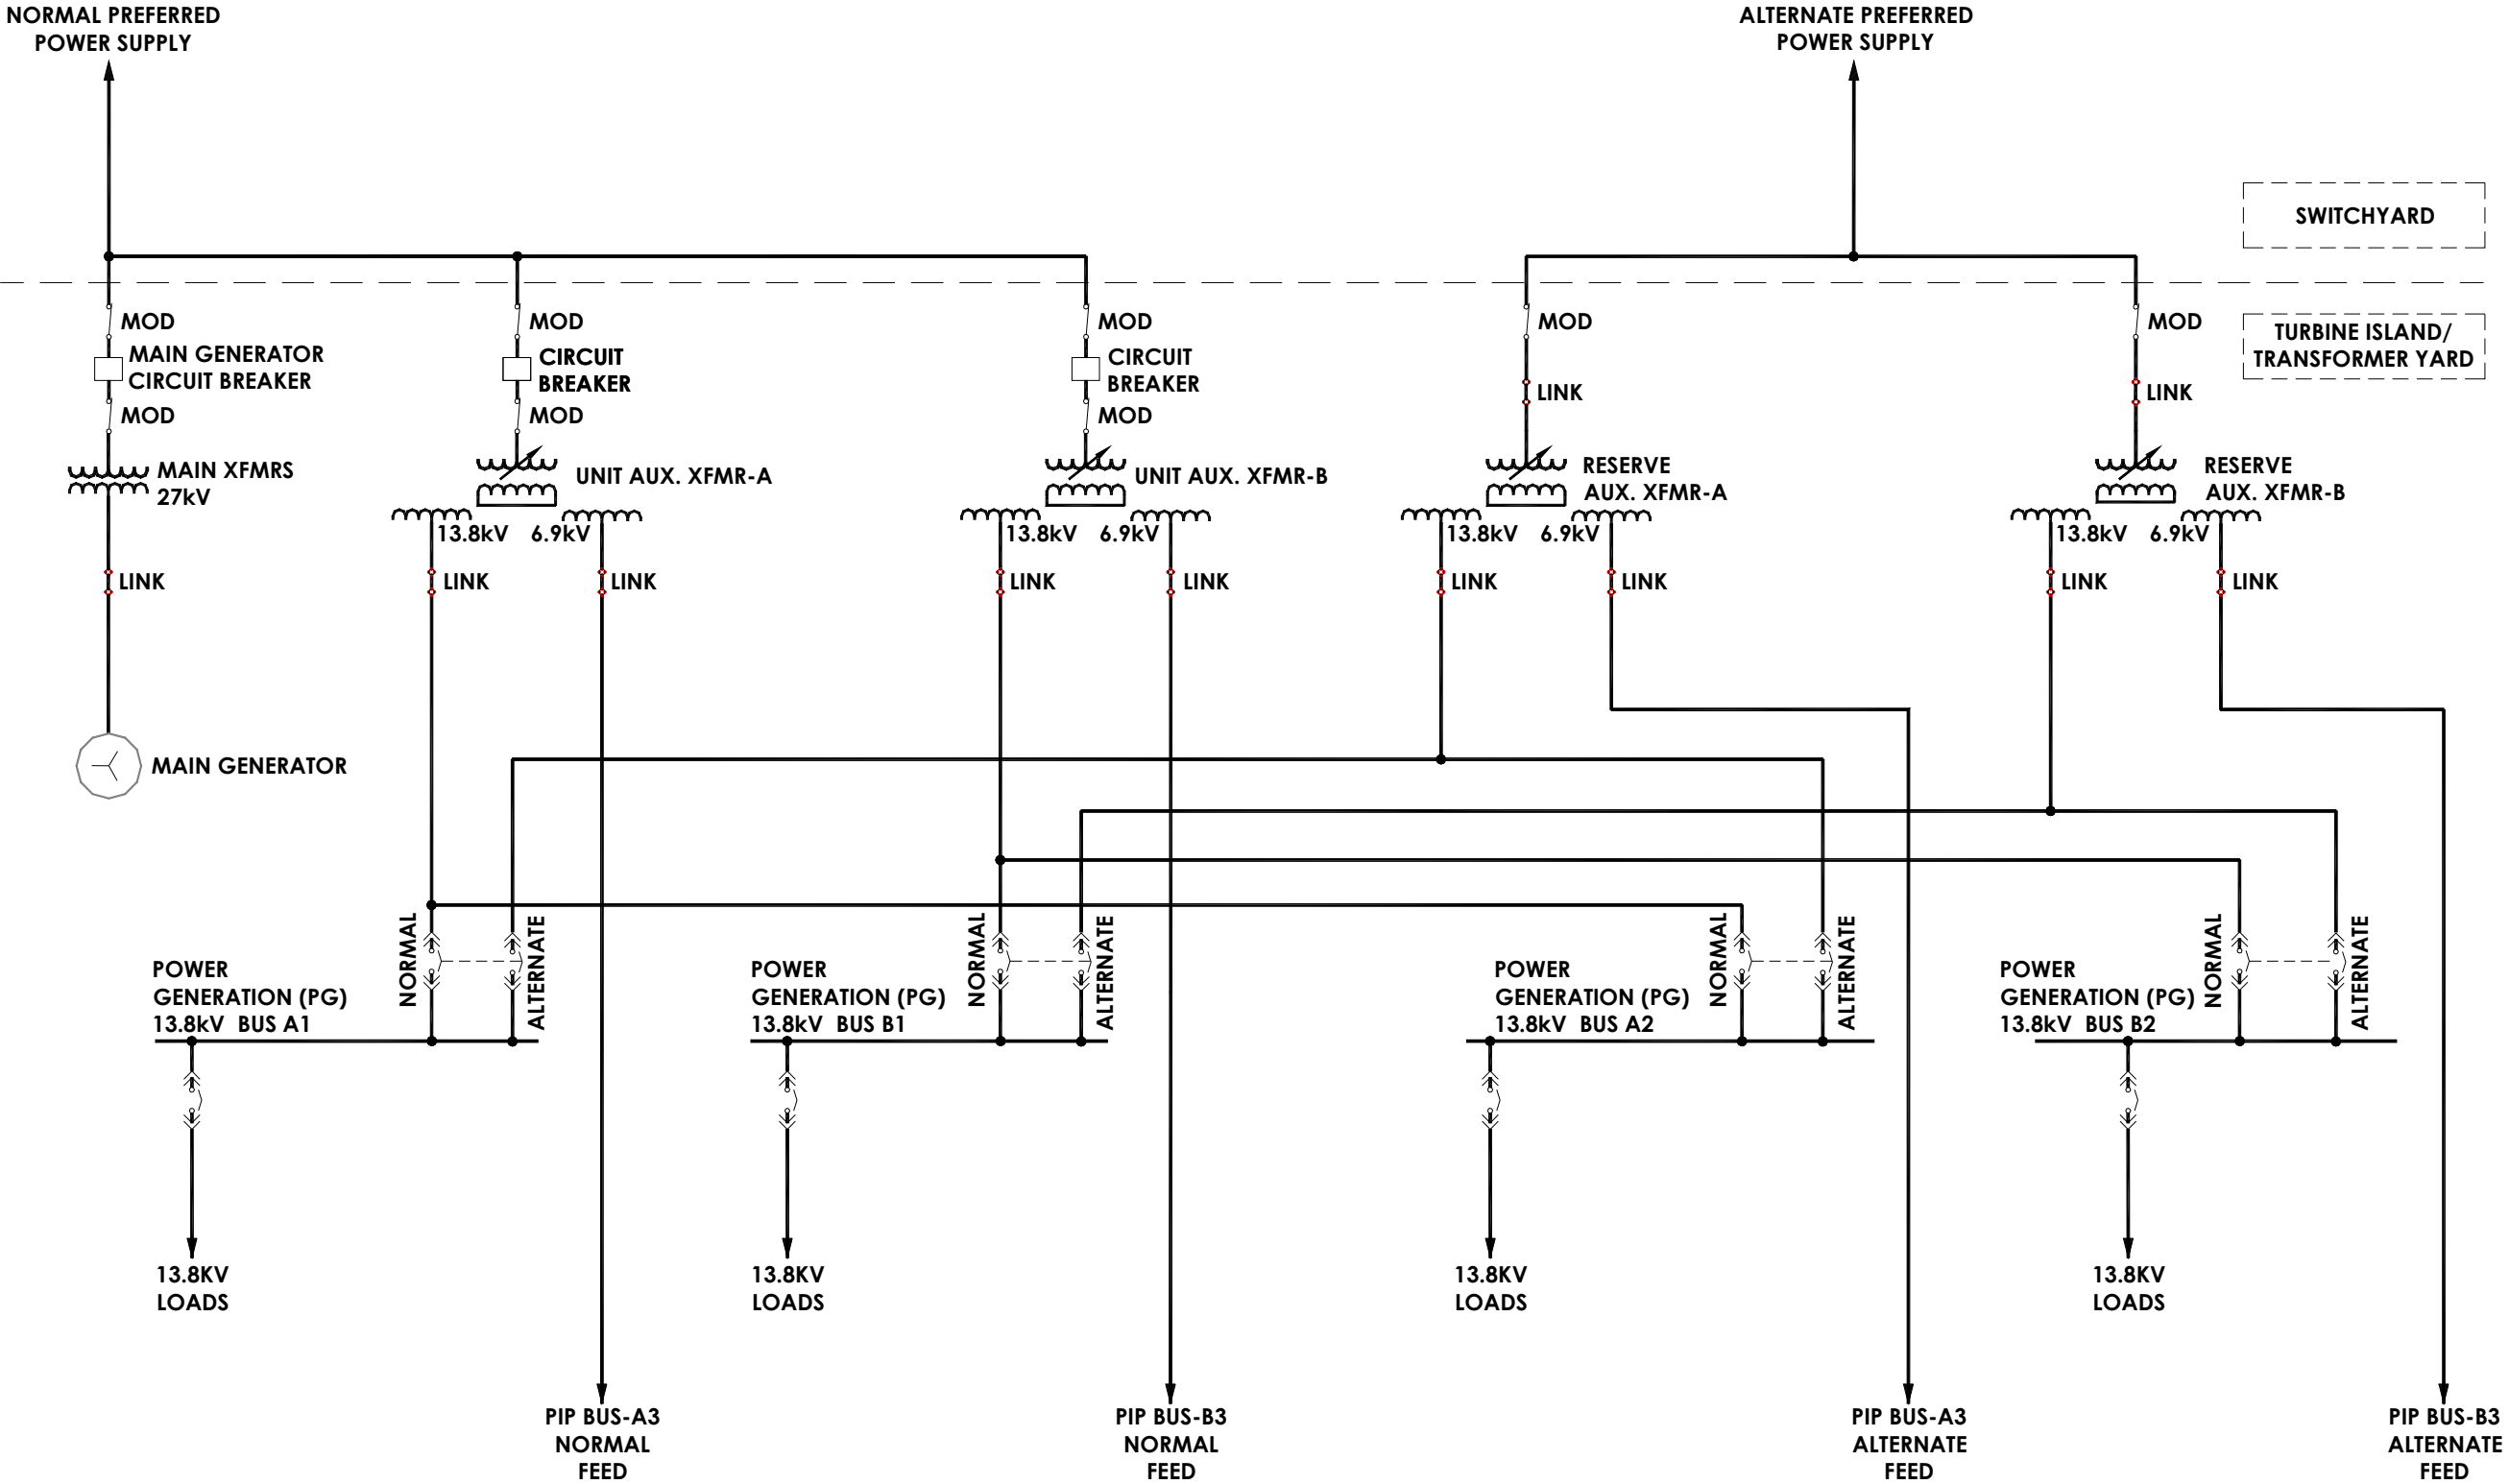 NORMAL PREFERRED
POWER SUPPLY
ALTERNATE PREFERRED
POWER SUPPLY
SWITCHYARD
MOD
MOD
MOD
MOD
MOD
TURBINE ISLAND/
TRANSFORMER YARD
MAIN GENERATOR
CIRCUIT BREAKER
CIRCUIT
BREAKER
CIRCUIT
BREAKER
LINK
LINK
MOD
MOD
MOD
MAIN XFMRS
27kV
UNIT AUX. XFMR-A
UNIT AUX. XFMR-B
RESERVE
AUX. XFMR-A
RESERVE
AUX. XFMR-B
13.8kV
6.9kV
13.8kV
6.9kV
13.8kV
6.9kV
13.8kV
6.9kV
LINK
LINK
LINK
LINK
LINK
LINK
LINK
LINK
LINK
MAIN GENERATOR
NORMAL
ALTERNATE
NORMAL
ALTERNATE
NORMAL
ALTERNATE
NORMAL
ALTERNATE
POWER
GENERATION (PG)
13.8kV BUS A1
POWER
GENERATION (PG)
13.8kV BUS B1
POWER
GENERATION (PG)
13.8kV BUS A2
POWER
GENERATION (PG)
13.8kV BUS B2
13.8KV
LOADS
13.8KV
LOADS
13.8KV
LOADS
13.8KV
LOADS
PIP BUS-A3
NORMAL
FEED
PIP BUS-B3
NORMAL
FEED
PIP BUS-A3
ALTERNATE
FEED
PIP BUS-B3
ALTERNATE
FEED